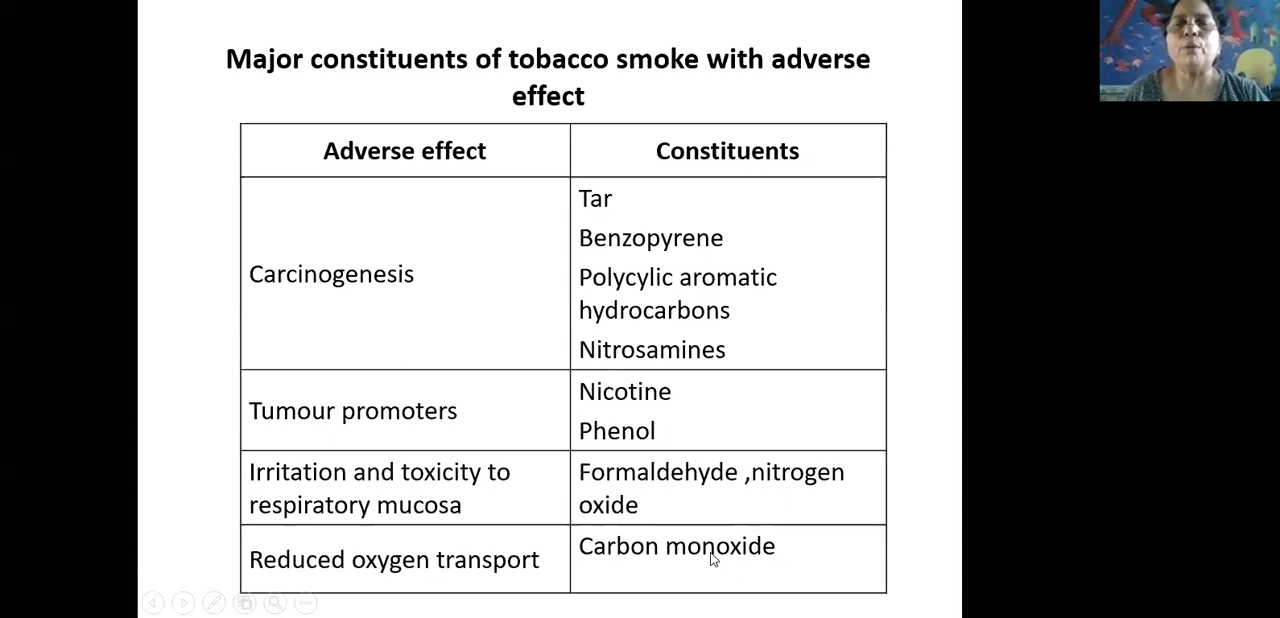 Major constituents of tobacco smoke with adverse
effect
Adverse effect
Constituents
Carcinogenesis
Tar
Benzopyrene
Polycylic aromatic
hydrocarbons
Nitrosamines
Tumour promoters
Nicotine
Phenol
Irritation and toxicity to
respiratory mucosa
Formaldehyde ,nitrogen
oxide
Reduced oxygen transport
Carbon monoxide